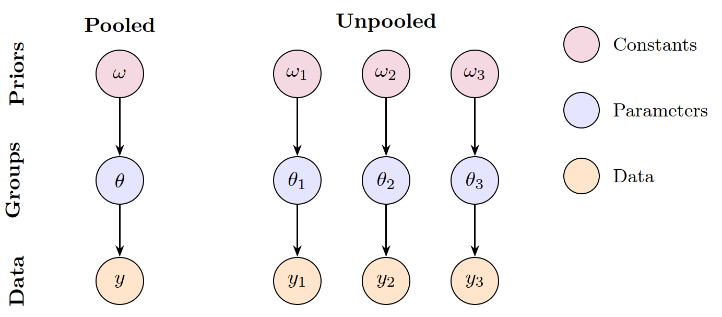 Pooled
Unpooled
Priors
ω
ω₁
ω₂
ω₃
Constants
Groups
θ
θ₁
θ₂
θ₃
Parameters
Data
y
y₁
y₂
y₃
Data